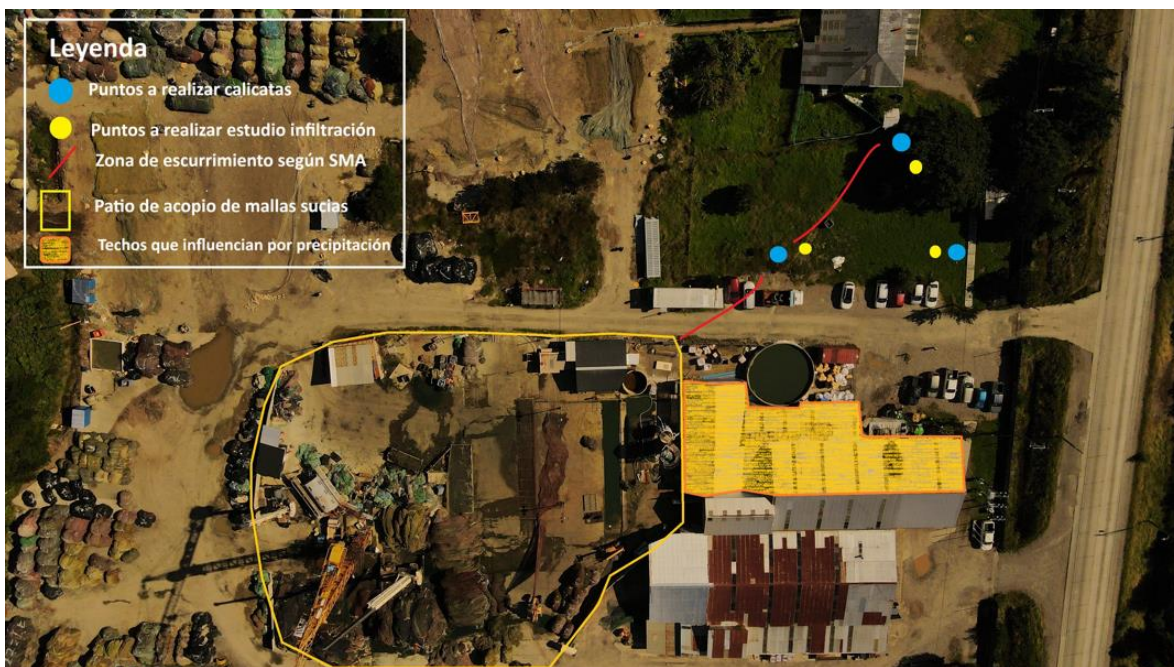 Leyenda
Puntos a realizar calicatas
Puntos a realizar estudio infiltración
Zona de escurrimiento según SMA
Patio de acopio de mallas sucias
Techos que influencian por precipitación